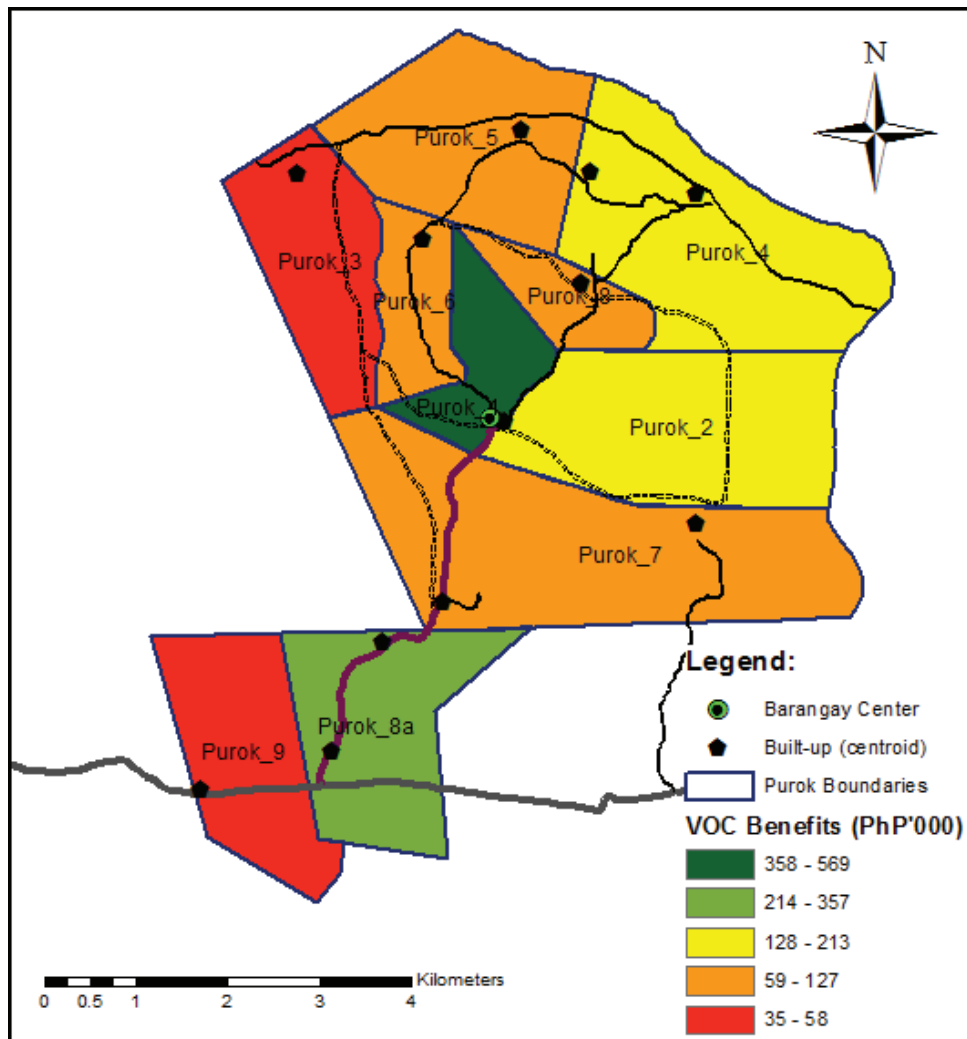 N
Purok_5
Purok_4
Purok_3
Purok_8
Purok_6
Purok_1
Purok_2
Purok_7
Legend:
Barangay Center
Purok_8a
Built-up (centroid)
Purok_9
Purok Boundaries
VOC Benefits (PhP'000)
358 - 569
214 - 357
128 - 213
59 - 127
35 - 58
Kilometers
0 0.5 1 2 3 4